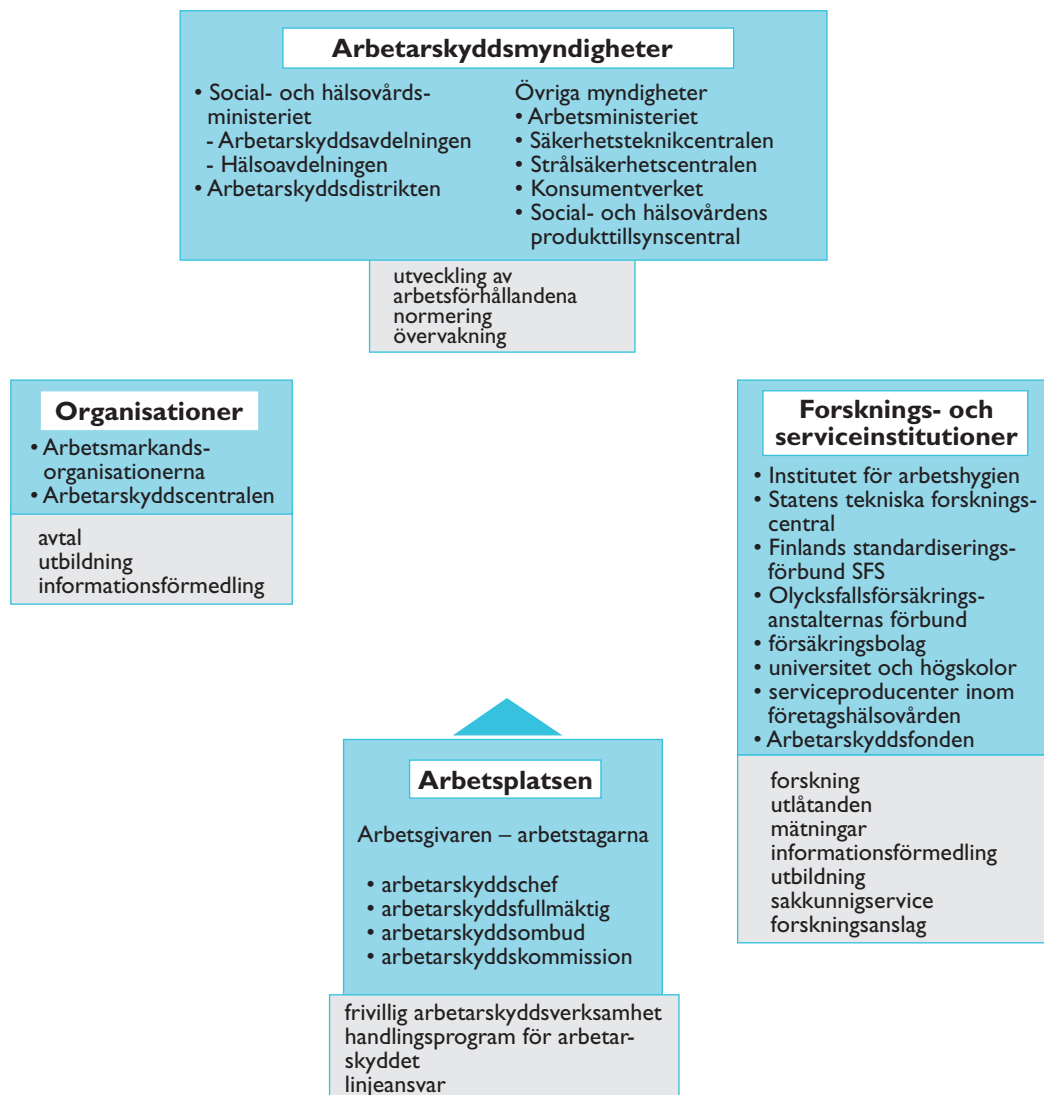 Arbetarskyddsmyndigheter
• Social- och hälsovårds-
ministeriet
- Arbetarskyddsavdelningen
- Hälsoavdelningen
• Arbetarskyddsdistrikten
Övriga myndigheter
• Arbetsministeriet
• Säkerhetsteknikcentralen
• Strålsäkerhetscentralen
• Konsumentverket
• Social- och hälsovårdens
produkttillsynscentral
utveckling av
arbetsförhållandena
normering
övervakning
Organisationer
• Arbetsmarkands-
organisationerna
• Arbetarskyddscentralen
avtal
utbildning
informationsförmedling
Forsknings- och
serviceinstitutioner
• Institutet för arbetshygien
• Statens tekniska forsknings-
central
• Finlands standardiserings-
förbund SFS
• Olycksfallsförsäkrings-
anstalternas förbund
• försäkringsbolag
• universitet och högskolor
• serviceproducenter inom
företagshälsovården
• Arbetarskyddsfonden
forskning
utlåtanden
mätningar
informationsförmedling
utbildning
sakkunnigservice
forskningsanslag
Arbetsplatsen
Arbetsgivaren – arbetstagarna
• arbetarskyddschef
• arbetarskyddsfullmäktig
• arbetarskyddsombud
• arbetarskyddskommission
frivillig arbetarskyddsverksamhet
handlingsprogram för arbetar-
skyddet
linjeansvar